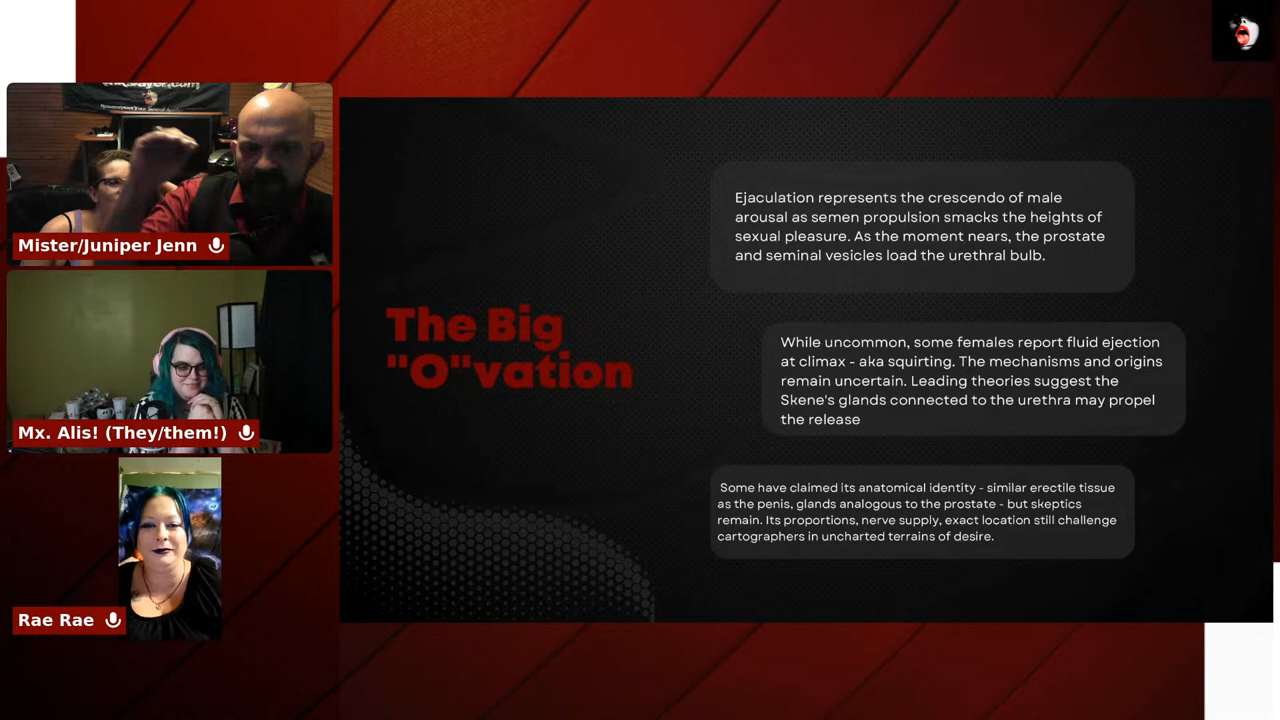 Mister/Juniper Jenn
Mx. Alis! (They/them!)
Rae Rae
The Big
"O"vation
Ejaculation represents the crescendo of male
arousal as semen propulsion smacks the heights of
sexual pleasure. As the moment nears, the prostate
and seminal vesicles load the urethral bulb.
While uncommon, some females report fluid ejection
at climax - aka squirting. The mechanisms and origins
remain uncertain. Leading theories suggest the
Skene's glands connected to the urethra may propel
the release
Some have claimed its anatomical identity - similar erectile tissue
as the penis, glands analogous to the prostate - but skeptics
remain. Its proportions, nerve supply, exact location still challenge
cartographers in uncharted terrains of desire.